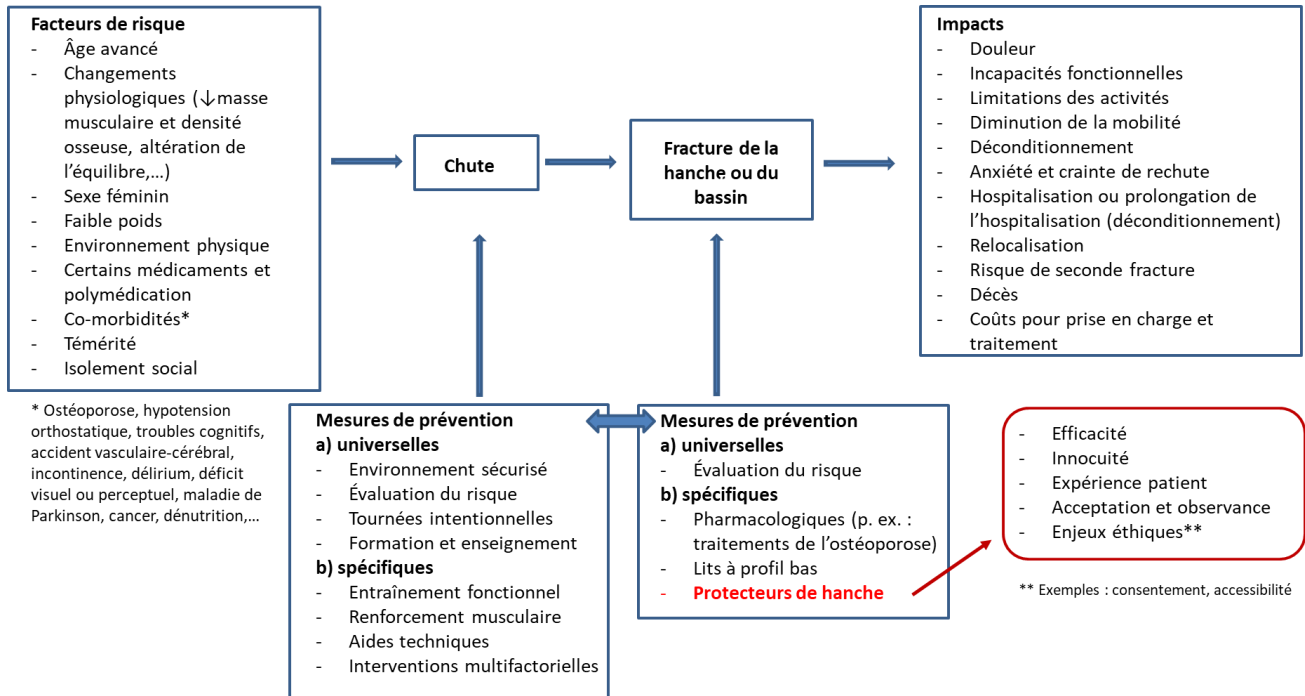 Facteurs de risque
- Âge avancé
- Changements
physiologiques (↓masse
musculaire et densité
osseuse, altération de
l’équilibre,…)
- Sexe féminin
- Faible poids
- Environnement physique
- Certains médicaments et
polymédication
- Co-morbidités*
- Témérité
- Isolement social
* Ostéoporose, hypotension
orthostatique, troubles cognitifs,
accident vasculaire-cérébral,
incontinence, délirium, déficit
visuel ou perceptuel, maladie de
Parkinson, cancer, dénutrition,…
Chute
Fracture de la
hanche ou du
bassin
Impacts
- Douleur
- Incapacités fonctionnelles
- Limitations des activités
- Diminution de la mobilité
- Déconditionnement
- Anxiété et crainte de rechute
- Hospitalisation ou prolongation de
l’hospitalisation (déconditionnement)
- Relocalisation
- Risque de seconde fracture
- Décès
- Coûts pour prise en charge et
traitement
Mesures de prévention
a) universelles
- Environnement sécurisé
- Évaluation du risque
- Tournées intentionnelles
- Formation et enseignement
b) spécifiques
- Entraînement fonctionnel
- Renforcement musculaire
- Aides techniques
- Interventions multifactorielles
Mesures de prévention
a) universelles
- Évaluation du risque
b) spécifiques
- Pharmacologiques (p. ex. :
traitements de l’ostéoporose)
- Lits à profil bas
- Protecteurs de hanche
- Efficacité
- Innocuité
- Expérience patient
- Acceptation et observance
- Enjeux éthiques**
** Exemples : consentement, accessibilité